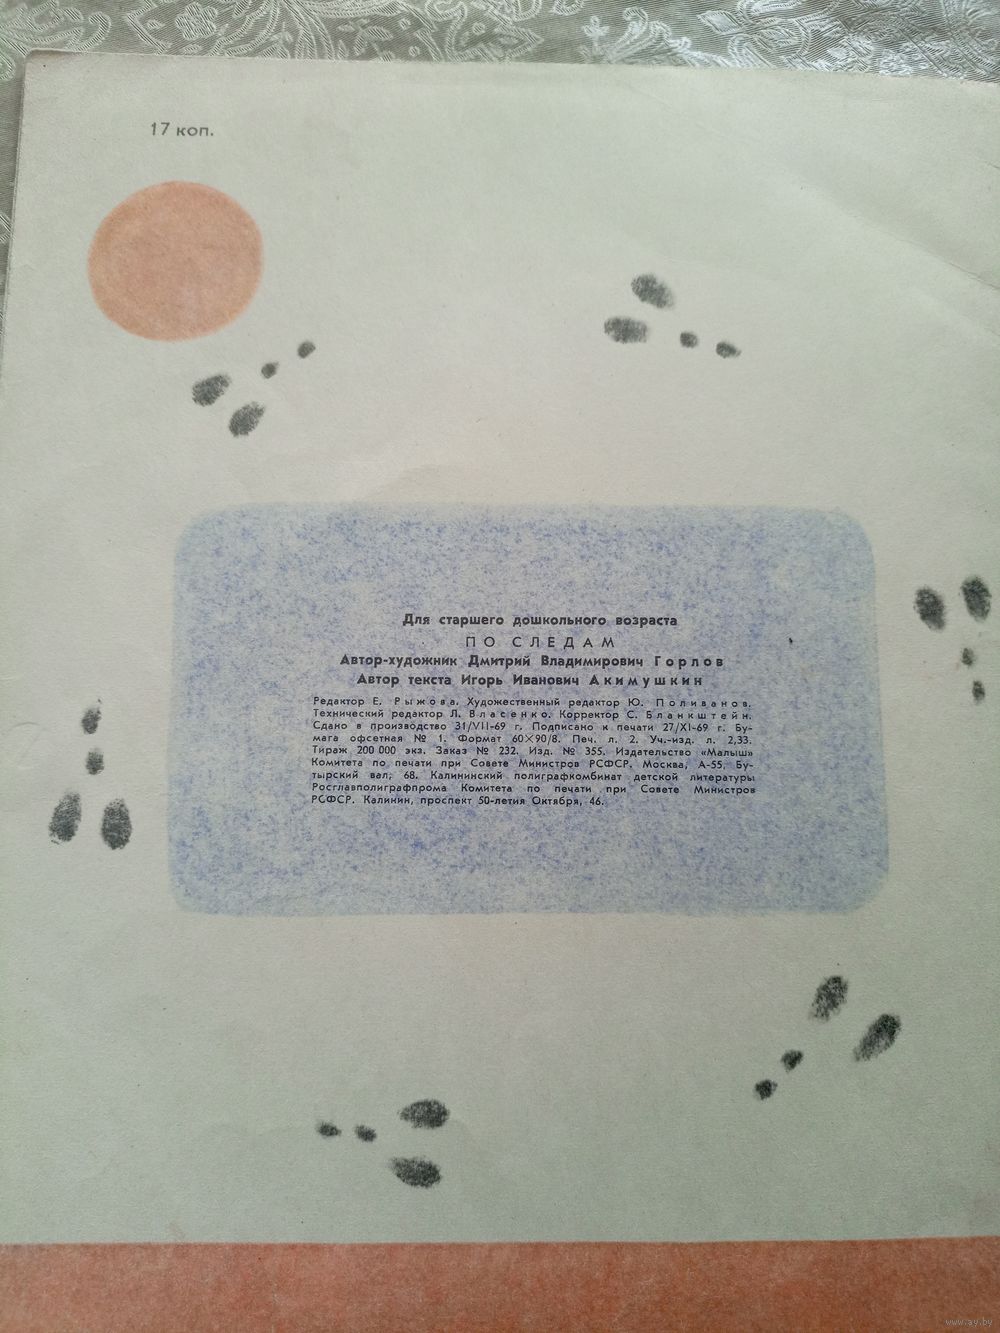 17 коп.
Для старшего дошкольного возраста
ПО СЛЕДАМ
Автор-художник Дмитрий Владимирович Горлов
Автор текста Игорь Иванович Акимушкин
Редактор Е. Рыжова. Художественный редактор Ю. Поливанов.
Технический редактор Л. Власенко. Корректор С. Бланкштейн.
Сдано в производство 31/VII-69 г. Подписано к печати 27/XI-69 г. Бу-
мага офсетная № 1. Формат 60×90/8. Печ. л. 2. Уч.-изд. л. 2,33.
Тираж 200 000 экз. Заказ № 232. Изд. № 355. Издательство «Малыш»
Комитета по печати при Совете Министров РСФСР. Москва, А-55, Бу-
тырский вал, 68. Калининский полиграфкомбинат детской литературы
Росглавполиграфпрома Комитета по печати при Совете Министров
РСФСР. Калинин, проспект 50-летия Октября, 46.
www.ay.by